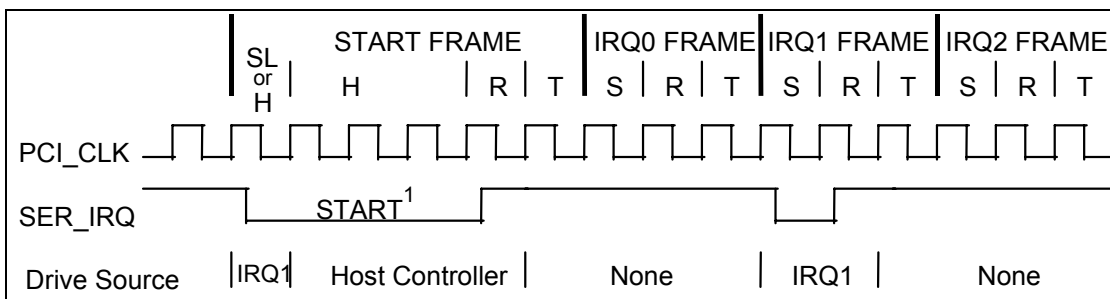 START FRAME IRQ0 FRAME IRQ1 FRAME IRQ2 FRAME
SL
or
H
H R T S R T S R T S R T
PCI_CLK
SER_IRQ START1
Drive Source IRQ1 Host Controller None IRQ1 None